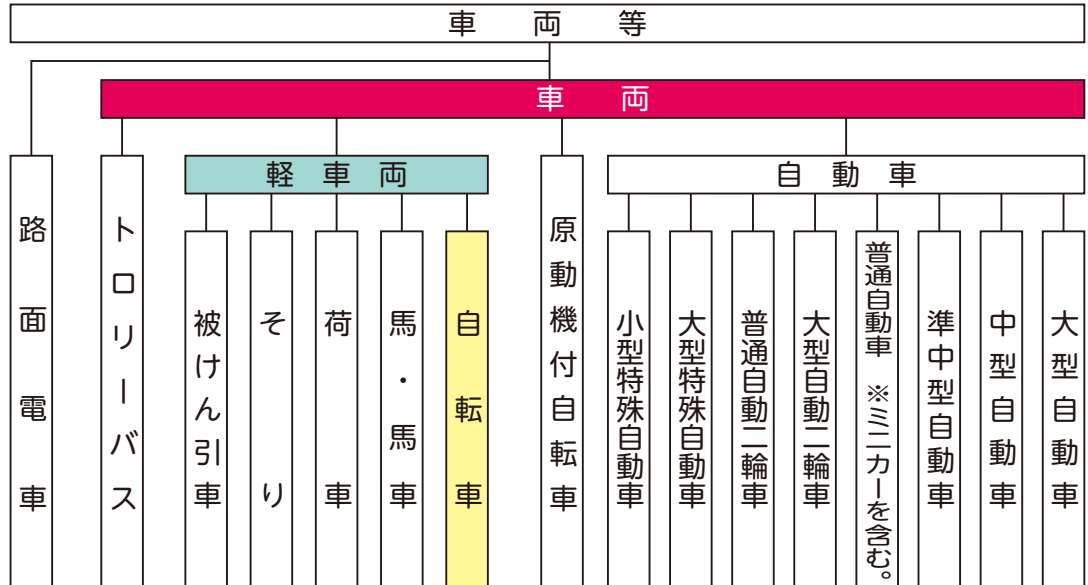 車両等
車両
軽車両
自動車
路面電車
トロリーバス
被けん引車
そり
荷車
馬・馬車
自転車
原動機付自転車
小型特殊自動車
大型特殊自動車
普通自動二輪車
大型自動二輪車
普通自動車 ※ミニカーを含む。
準中型自動車
中型自動車
大型自動車